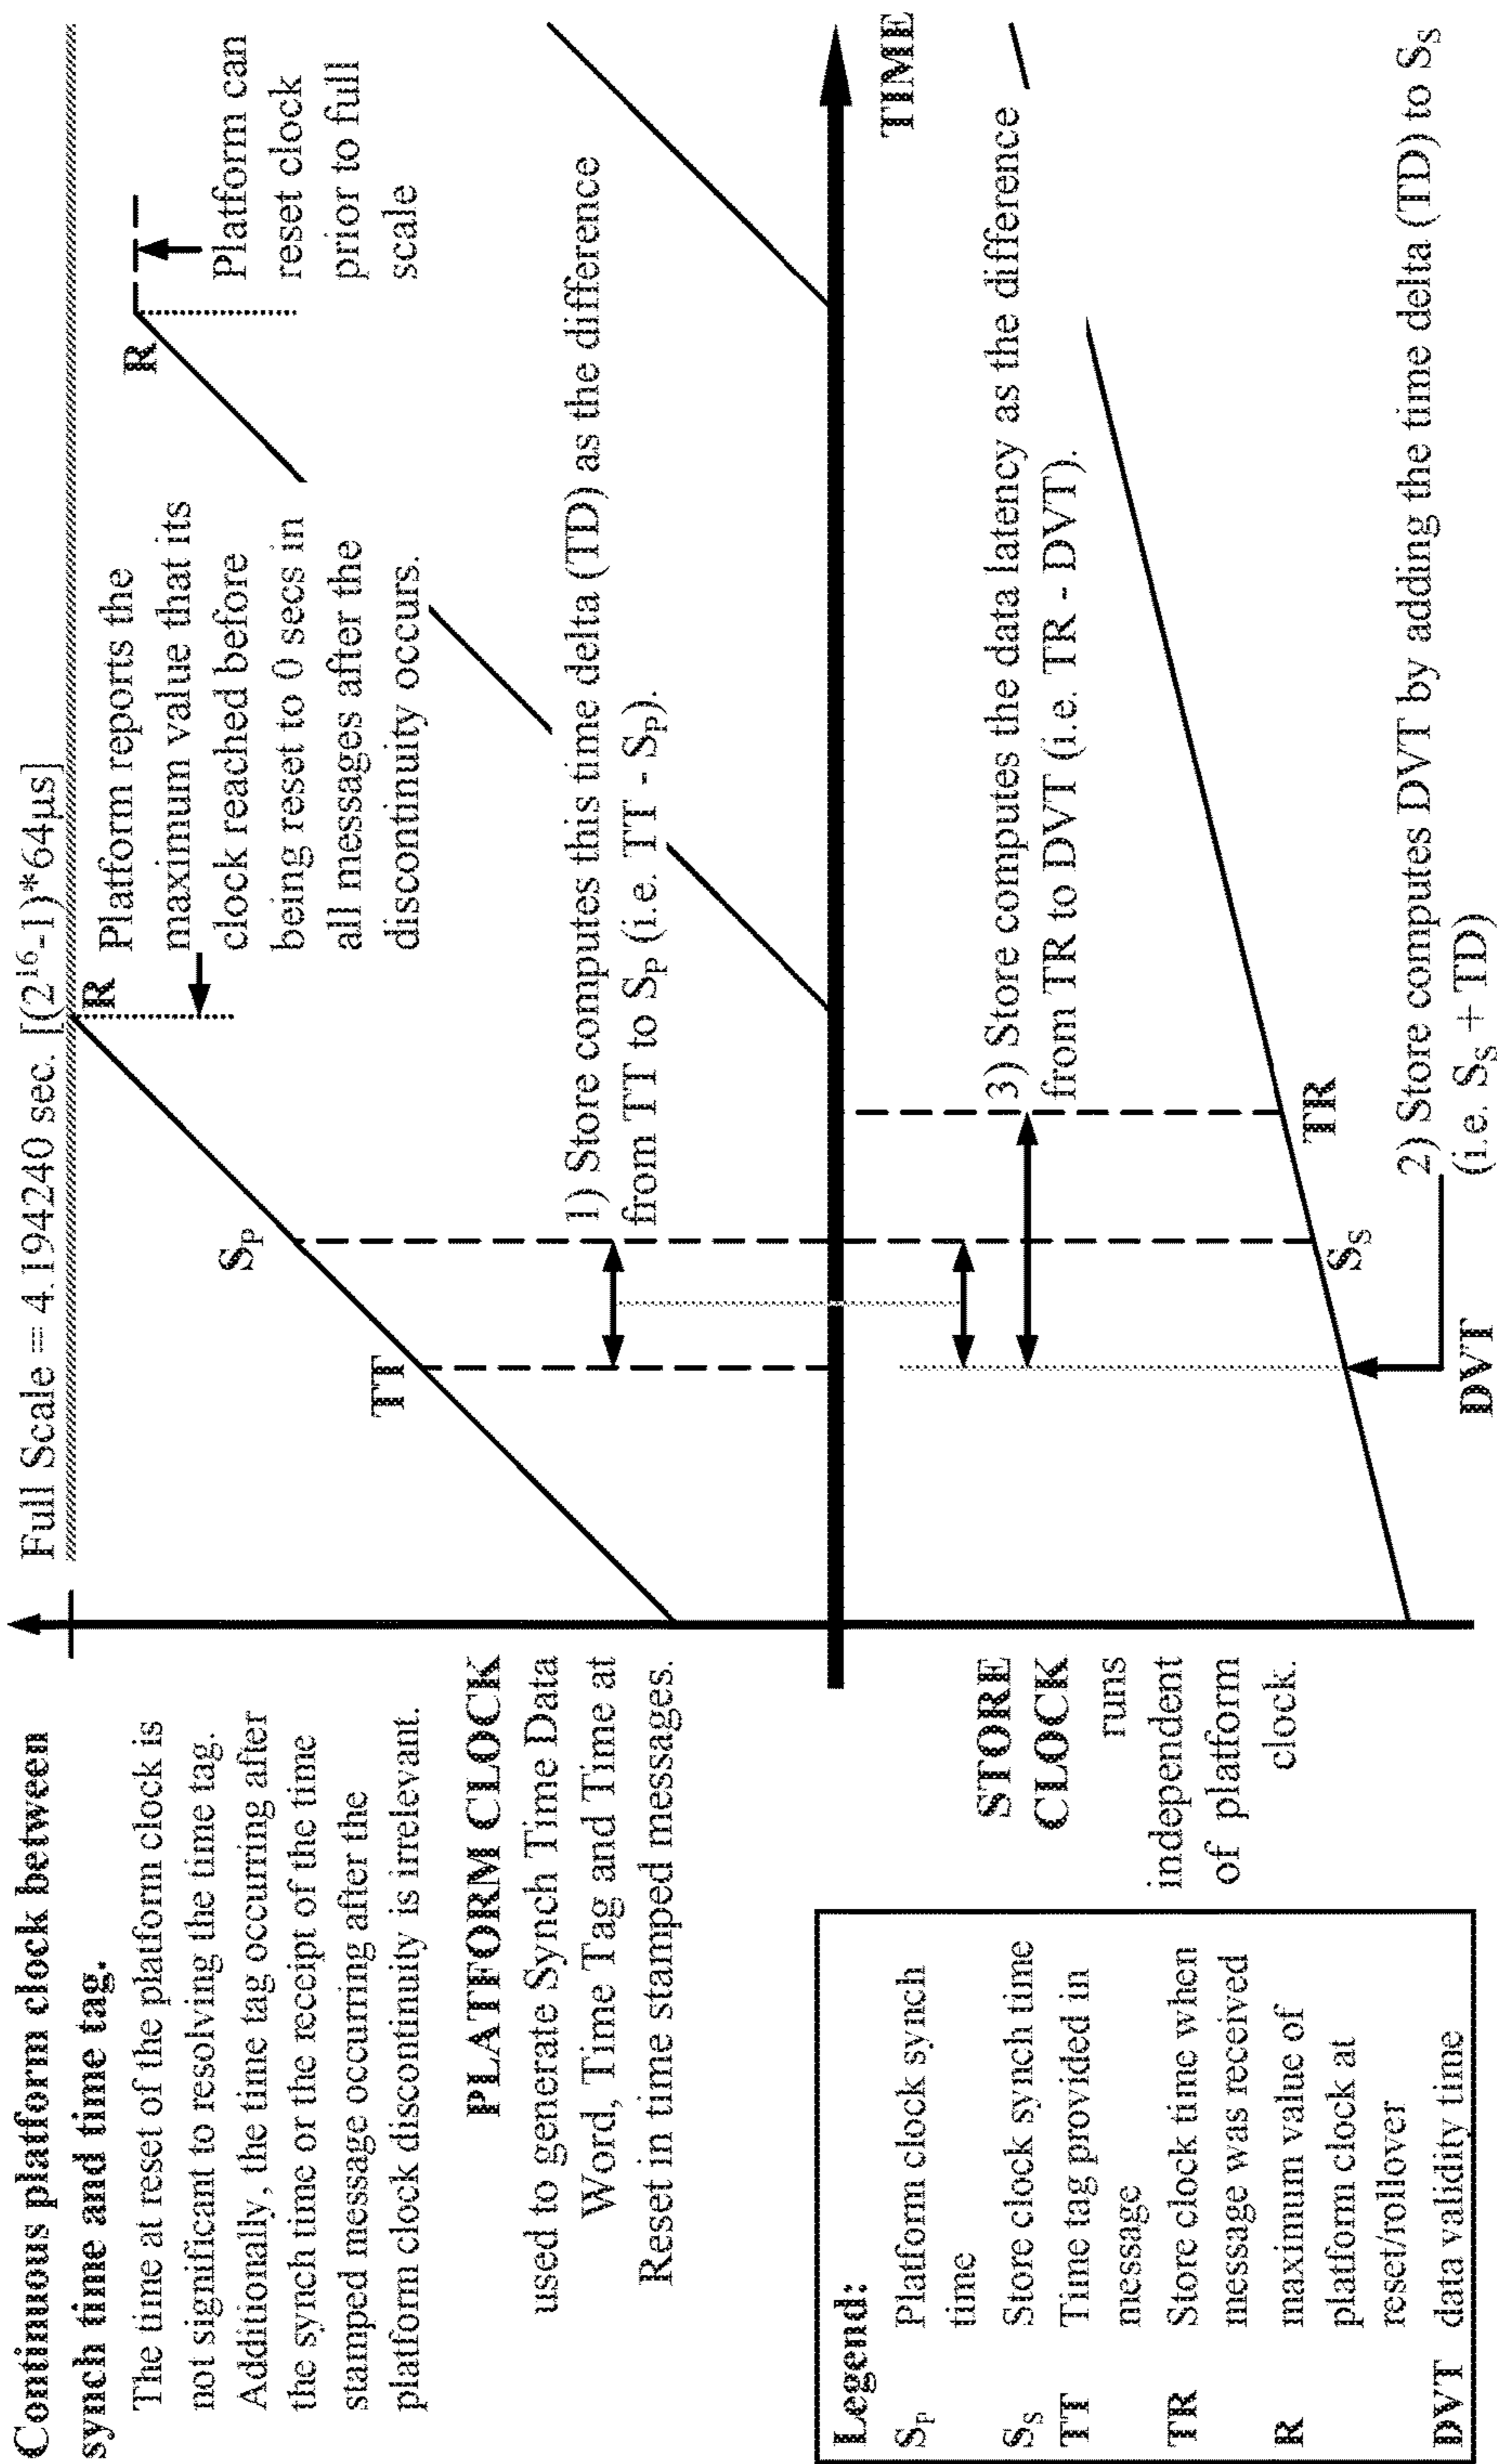 Continuous platform clock between
synch time and time tag.
The time at reset of the platform clock is
not significant to resolving the time tag.
Additionally, the time tag occurring after
the synch time or the receipt of the time
stamped message occurring after the
platform clock discontinuity is irrelevant.
PLATFORM CLOCK
used to generate Synch Time Data
Word, Time Tag and Time at
Reset in time stamped messages.
Full Scale = 4.194240 sec. [(2¹⁶-1)*64µs]
R
Platform reports the
maximum value that its
clock reached before
being reset to 0 secs in
all messages after the
discontinuity occurs.
R
Platform can
reset clock
prior to full
scale
S_P
TT
1) Store computes this time delta (TD) as the difference
from TT to S_P (i.e. TT - S_P).
TIME
STORE
CLOCK
runs
independent
of platform
clock.
3) Store computes the data latency as the difference
from TR to DVT (i.e. TR - DVT).
TR
S_S
DVT
2) Store computes DVT by adding the time delta (TD) to S_S
(i.e. S_S + TD)
Legend:
S_P Platform clock synch
time
S_S Store clock synch time
TT Time tag provided in
message
TR Store clock time when
message was received
R maximum value of
platform clock at
reset/rollover
DVT data validity time